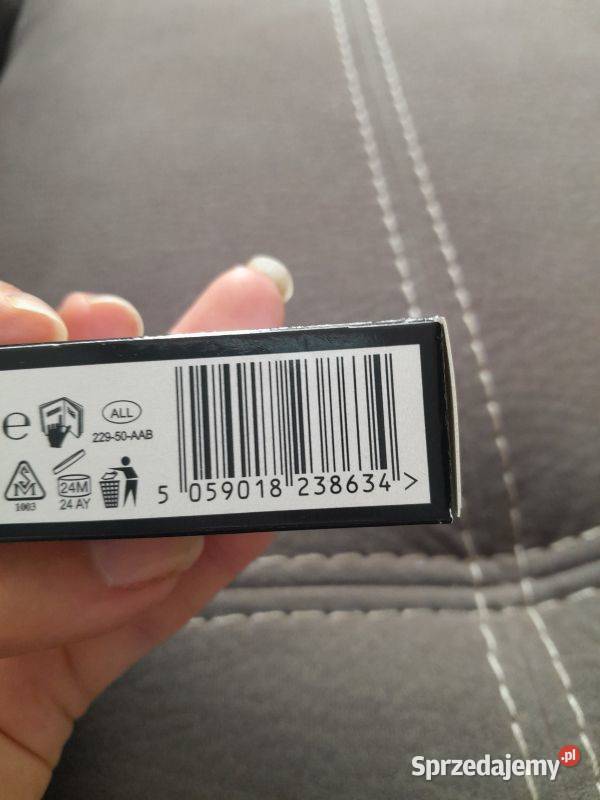 e
ALL
229-50-AAB
M
1003
24M
24 AY
5 059018 238634 >
Sprzedajemy.pl